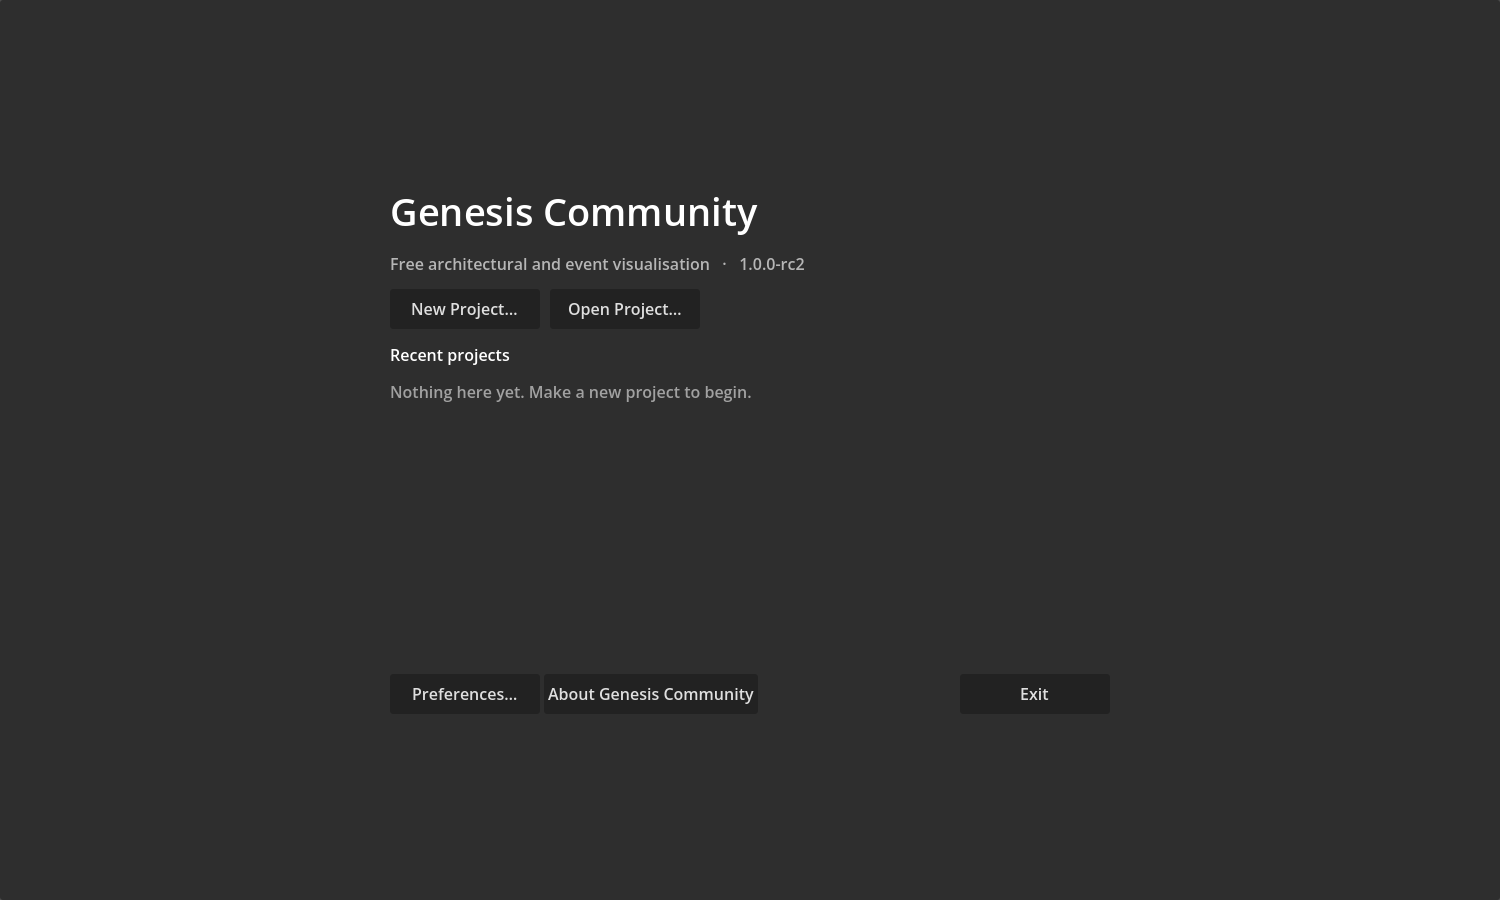 Genesis Community
Free architectural and event visualisation · 1.0.0-rc2
New Project... Open Project...
Recent projects
Nothing here yet. Make a new project to begin.
Preferences... About Genesis Community Exit